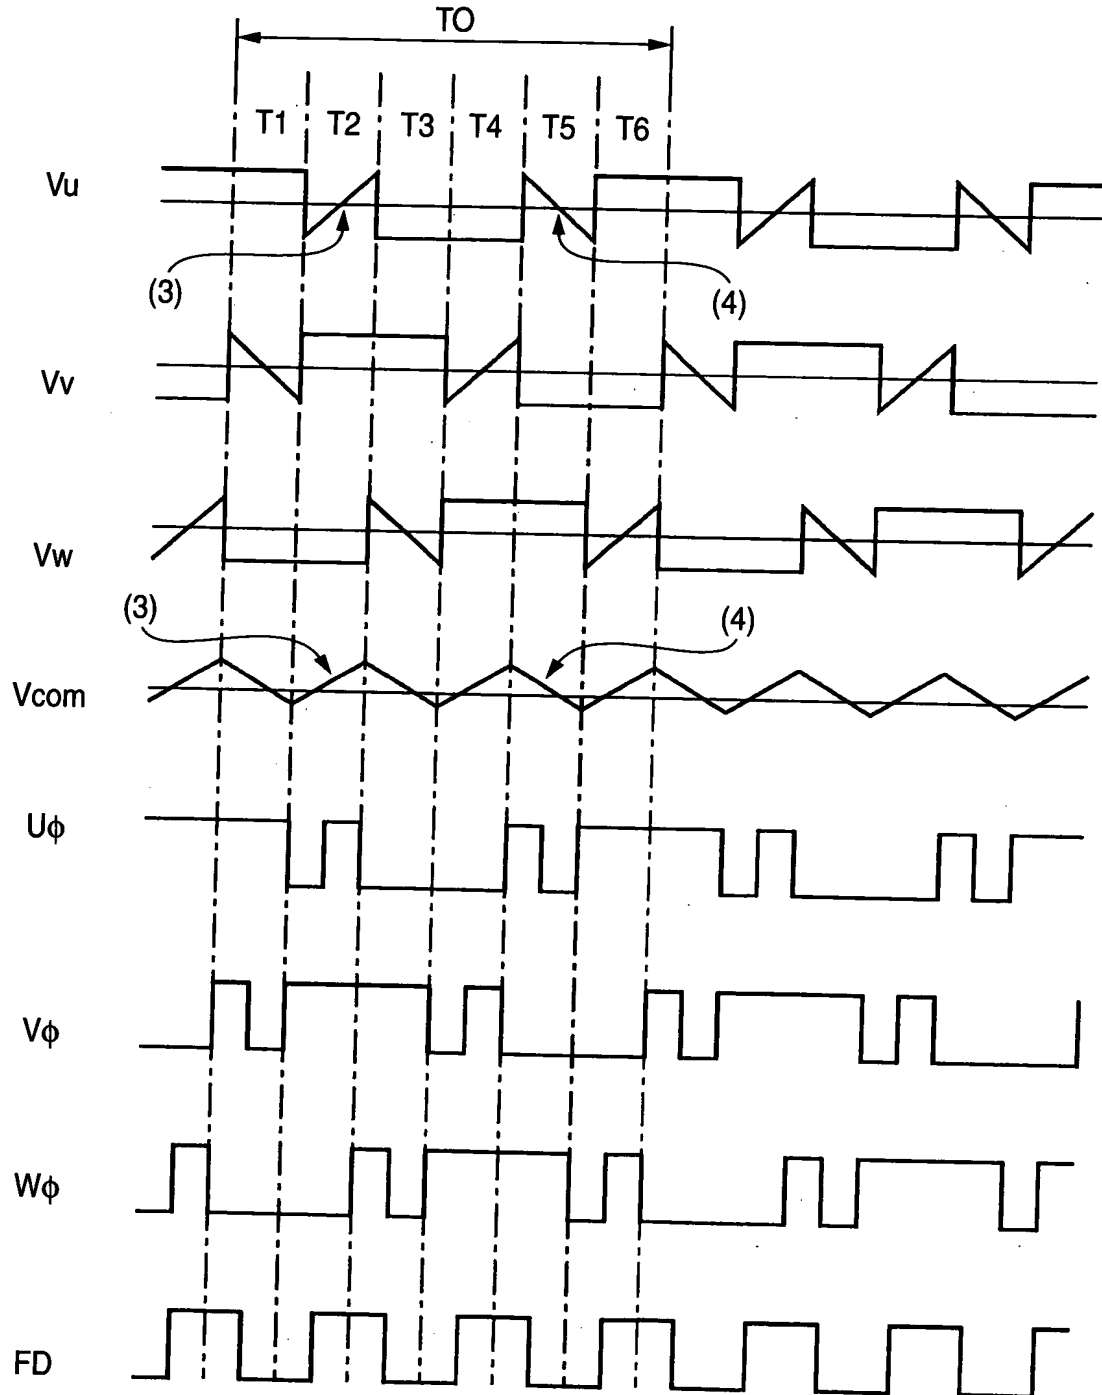 TO
T1 T2 T3 T4 T5 T6
Vu
(3) (4)
Vv
Vw
(3) (4)
Vcom
Uϕ
Vϕ
Wϕ
FD